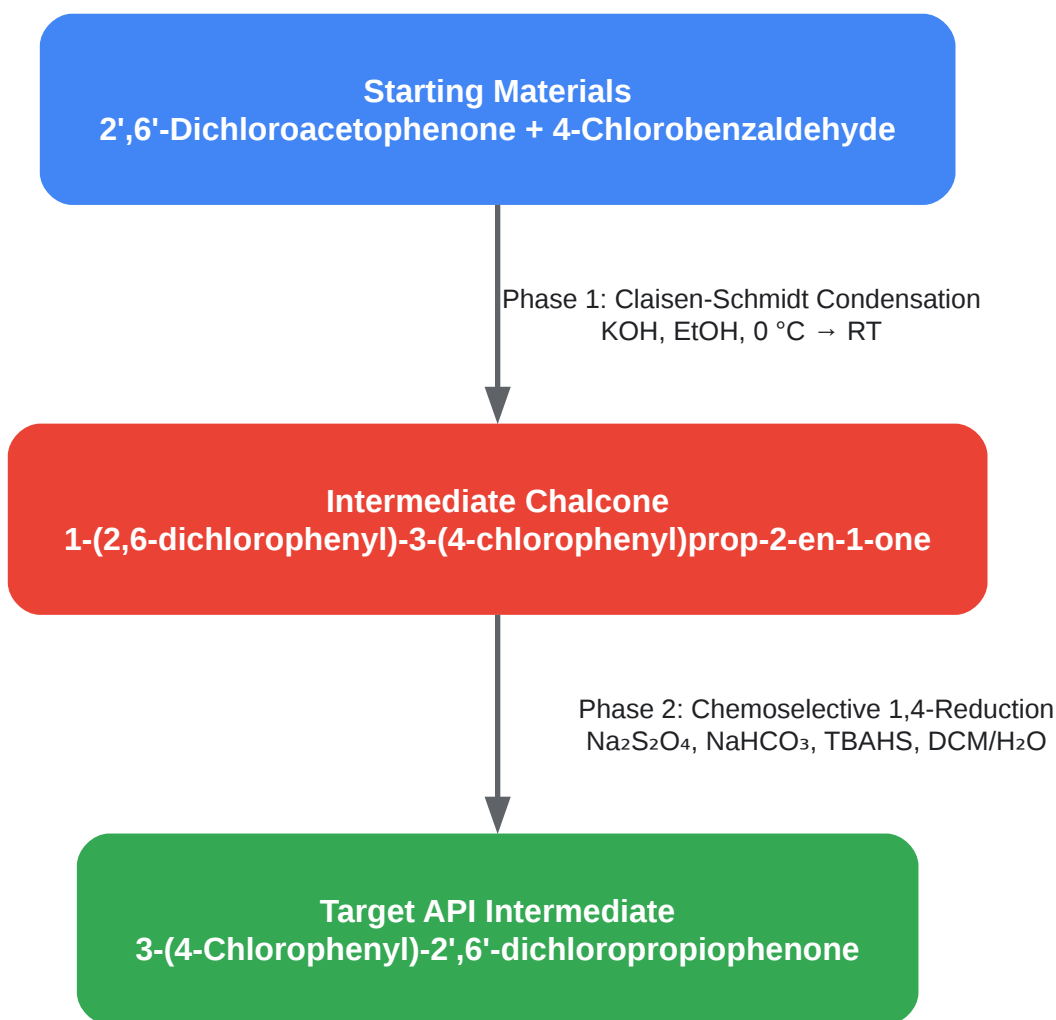 Starting Materials
2',6'-Dichloroacetophenone + 4-Chlorobenzaldehyde
Phase 1: Claisen-Schmidt Condensation
KOH, EtOH, 0 °C → RT
Intermediate Chalcone
1-(2,6-dichlorophenyl)-3-(4-chlorophenyl)prop-2-en-1-one
Phase 2: Chemoselective 1,4-Reduction
Na₂S₂O₄, NaHCO₃, TBAHS, DCM/H₂O
Target API Intermediate
3-(4-Chlorophenyl)-2',6'-dichloropropiophenone